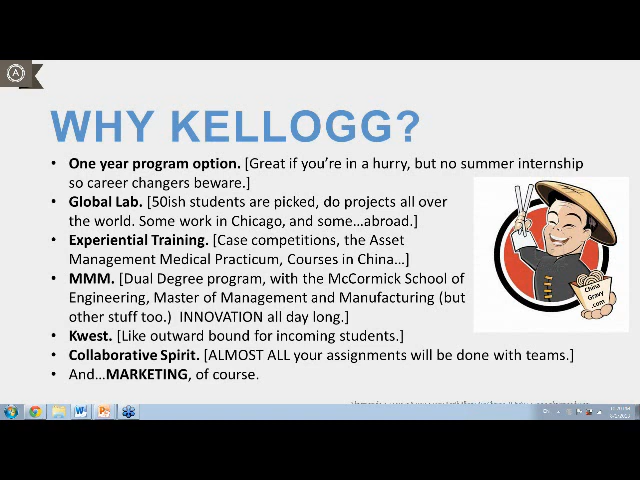 A
WHY KELLOGG?
• One year program option. [Great if you’re in a hurry, but no summer internship
so career changers beware.]
• Global Lab. [50ish students are picked, do projects all over
the world. Some work in Chicago, and some…abroad.]
• Experiential Training. [Case competitions, the Asset
Management Medical Practicum, Courses in China…]
• MMM. [Dual Degree program, with the McCormick School of
Engineering, Master of Management and Manufacturing (but
other stuff too.) INNOVATION all day long.]
• Kwest. [Like outward bound for incoming students.]
• Collaborative Spirit. [ALMOST ALL your assignments will be done with teams.]
• And…MARKETING, of course.
China
Gravy
.com
EN